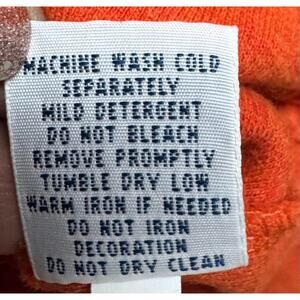 MACHINE WASH COLD
SEPARATELY
MILD DETERGENT
DO NOT BLEACH
REMOVE PROMPTLY
TUMBLE DRY LOW
WARM IRON IF NEEDED
DO NOT IRON
DECORATION
DO NOT DRY CLEAN